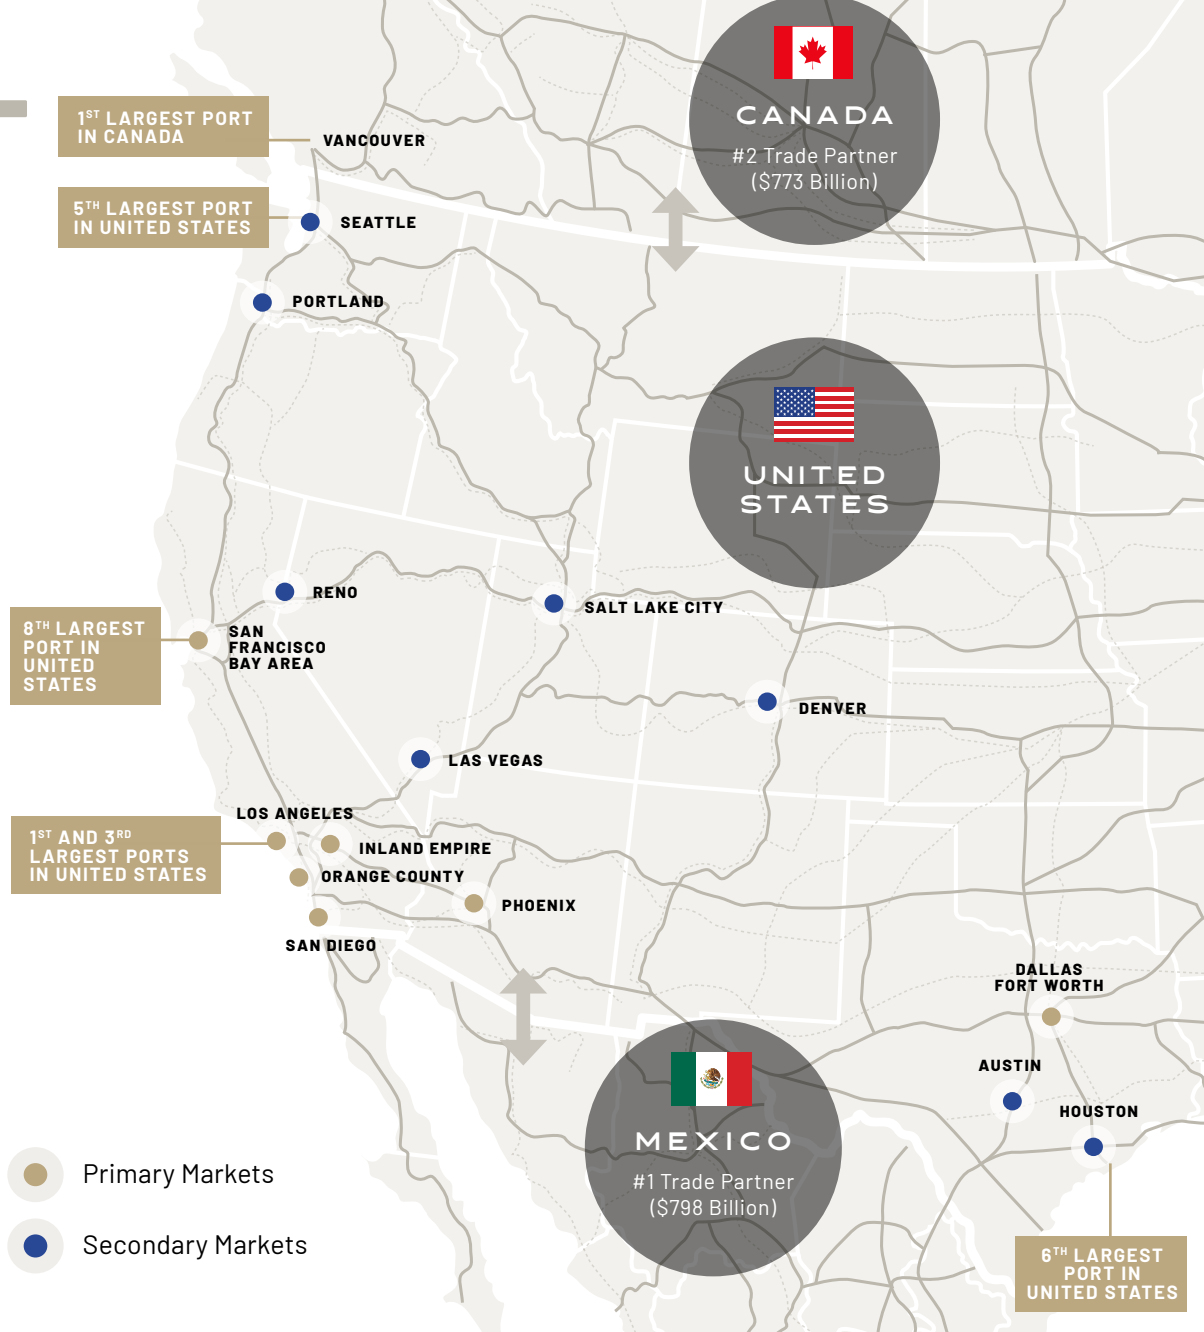 CANADA
#2 Trade Partner
($773 Billion)
1ST LARGEST PORT
IN CANADA
VANCOUVER
5TH LARGEST PORT
IN UNITED STATES
SEATTLE
PORTLAND
UNITED
STATES
RENO
SALT LAKE CITY
8TH LARGEST
PORT IN
UNITED
STATES
SAN
FRANCISCO
BAY AREA
DENVER
LAS VEGAS
LOS ANGELES
1ST AND 3RD
LARGEST PORTS
IN UNITED STATES
INLAND EMPIRE
ORANGE COUNTY
PHOENIX
SAN DIEGO
DALLAS
FORT WORTH
AUSTIN
HOUSTON
MEXICO
#1 Trade Partner
($798 Billion)
Primary Markets
Secondary Markets
6TH LARGEST
PORT IN
UNITED STATES